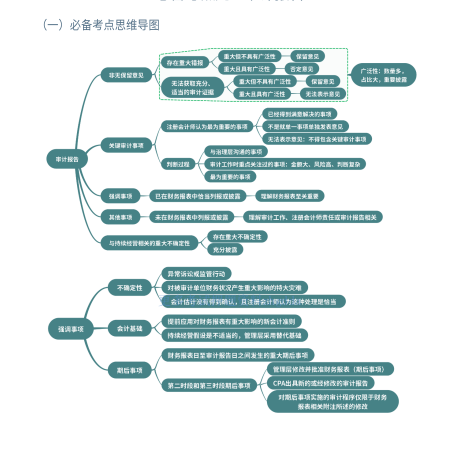 （一）必备考点思维导图
审计报告
非无保留意见
存在重大错报
重大但不具有广泛性
保留意见
重大且具有广泛性
否定意见
无法获取充分、
适当的审计证据
重大但不具有广泛性
保留意见
重大且具有广泛性
无法表示意见
广泛性：数量多、
占比大，重要披露
关键审计事项
注册会计师认为最为重要的事项
已经得到满意解决的事项
不是就单一事项单独发表意见
无法表示意见：不得包含关键审计事项
判断过程
与治理层沟通的事项
审计工作时重点关注过的事项：金额大、风险高、判断复杂
最为重要的事项
强调事项
已在财务报表中恰当列报或披露
理解财务报表至关重要
其他事项
未在财务报表中列报或披露
理解审计工作、注册会计师责任或审计报告相关
与持续经营相关的重大不确定性
存在重大不确定性
充分披露
强调事项
不确定性
异常诉讼或监管行动
对被审计单位财务状况产生重大影响的特大灾难
会计估计没有得到确认，且注册会计师认为这种处理是恰当
会计基础
提前应用对财务报表有重大影响的新会计准则
持续经营假设是不适当的，管理层采用替代基础
期后事项
财务报表日至审计报告日之间发生的重大期后事项
第二时段和第三时段期后事项
管理层修改并批准财务报表（期后事项）
CPA出具新的或经修改的审计报告
对期后事项实施的审计程序仅限于财务
报表相关附注所述的修改